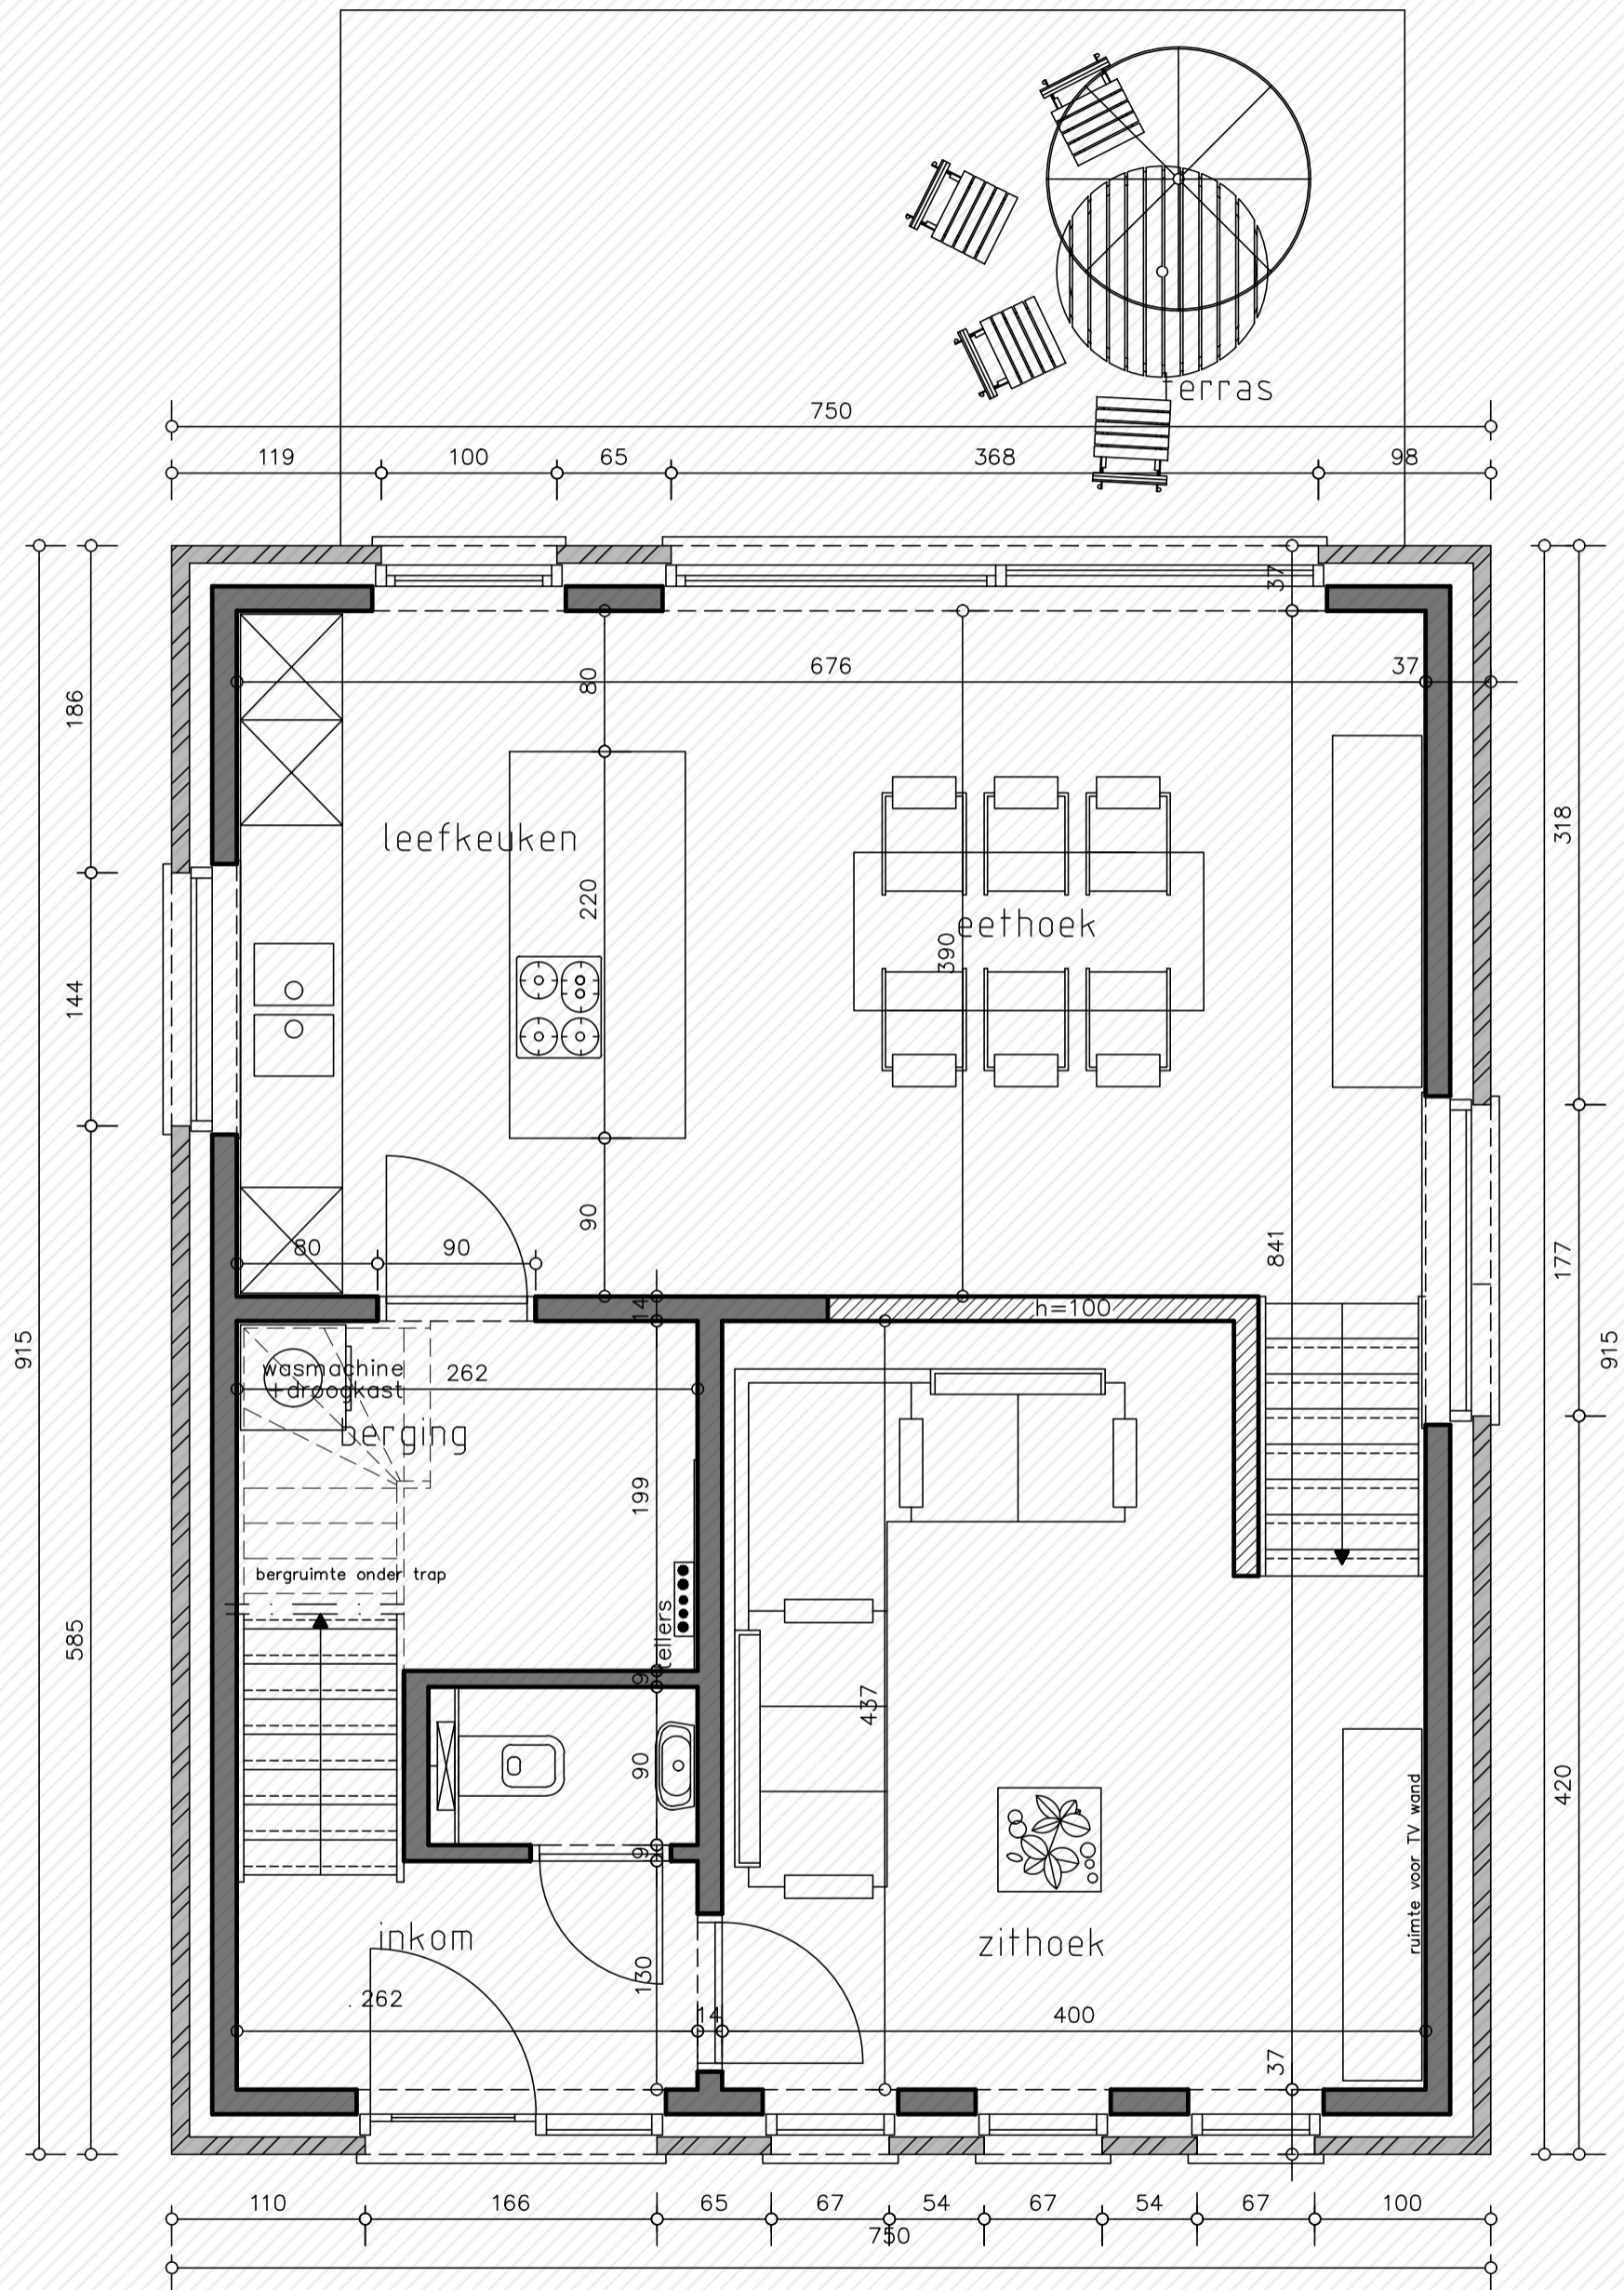 terras
750
119 100 65 368 98
37
676 37
80
186
318
leefkeuken
220
eethoek
390
144
90
841
177
80 90
14
h=100
915
915
wasmachine
+droogkast
262
berging
199
bergruimte onder trap
tellers
585
9
437
90
420
ruimte voor TV wand
9
inkom
zithoek
130
. 262
14
400
37
110 166 65 67 54 67 54 67 100
750